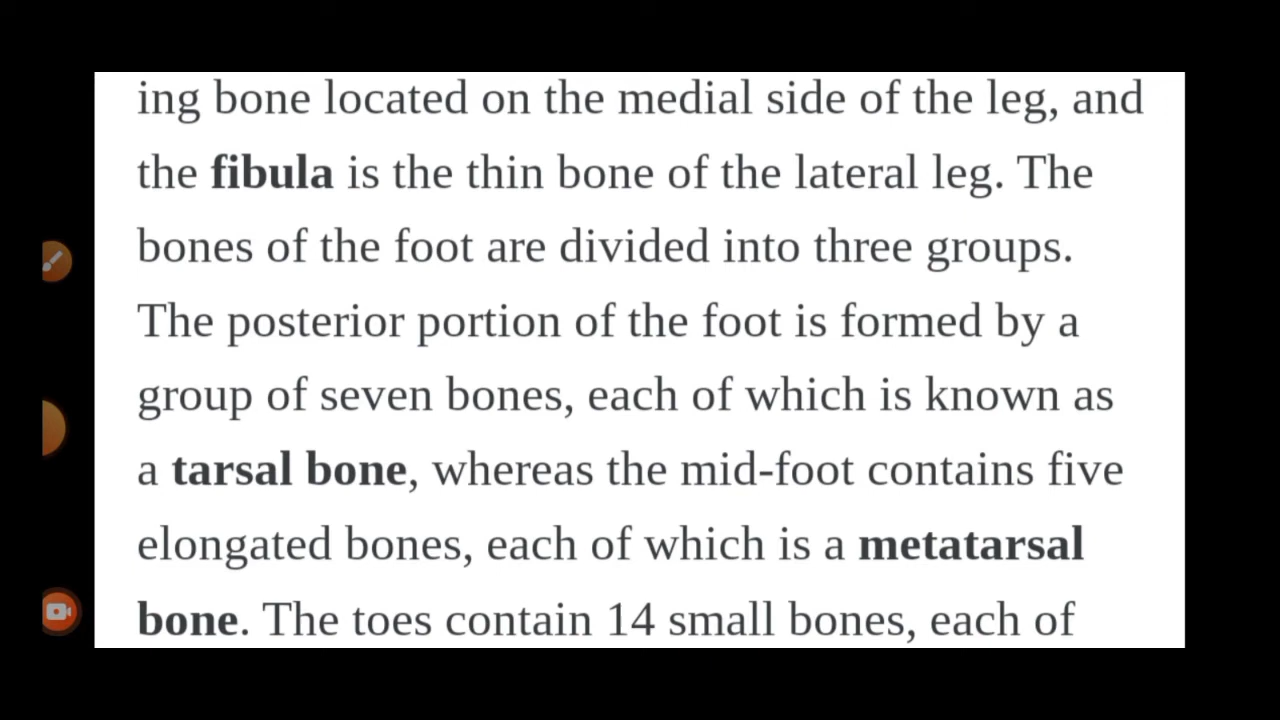 ing bone located on the medial side of the leg, and
the fibula is the thin bone of the lateral leg. The
bones of the foot are divided into three groups.
The posterior portion of the foot is formed by a
group of seven bones, each of which is known as
a tarsal bone, whereas the mid-foot contains five
elongated bones, each of which is a metatarsal
bone. The toes contain 14 small bones, each of